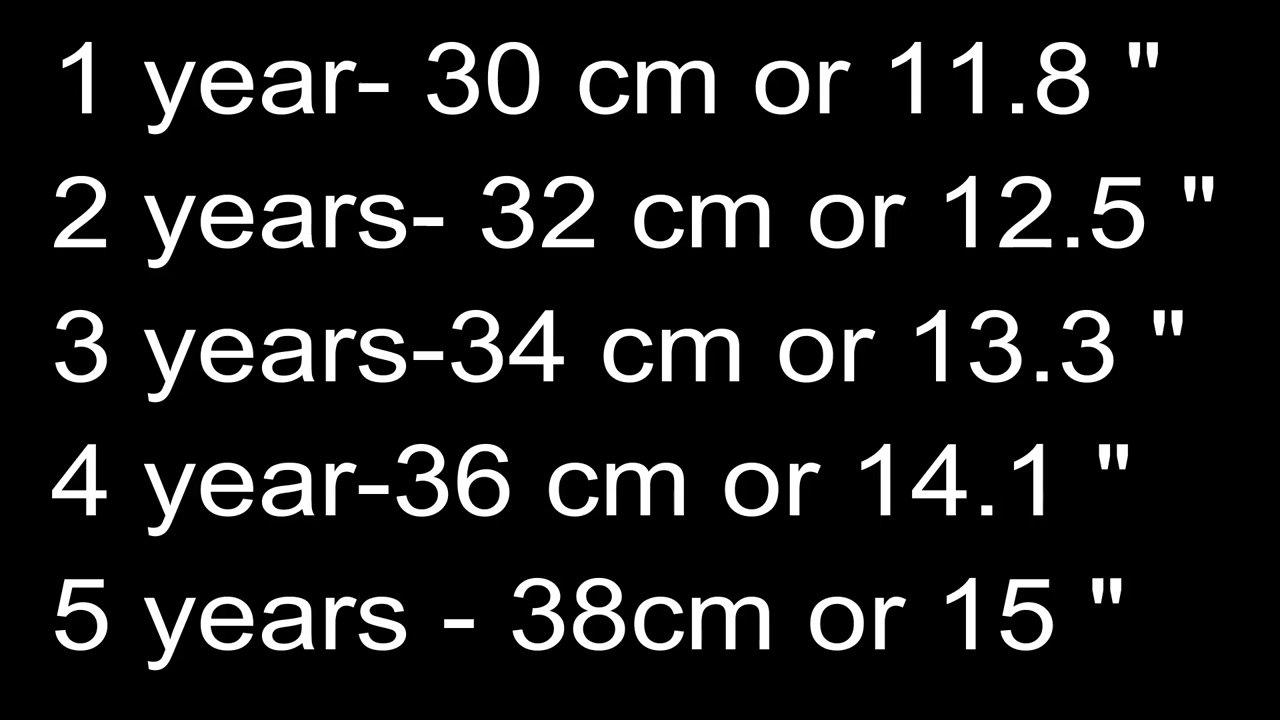 1 year- 30 cm or 11.8 "
2 years- 32 cm or 12.5 "
3 years-34 cm or 13.3 "
4 year-36 cm or 14.1 "
5 years - 38cm or 15 "